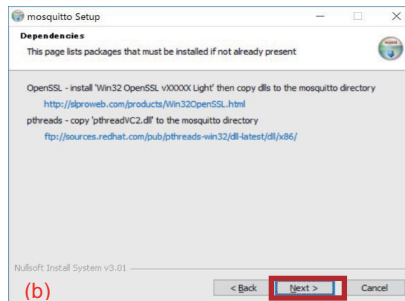 mosquitto Setup
Dependencies
This page lists packages that must be installed if not already present
OpenSSL - install 'Win32 OpenSSL vXXXXX Light' then copy dlls to the mosquitto directory
http://slproweb.com/products/Win32OpenSSL.html
pthreads - copy 'pthreadVC2.dll' to the mosquitto directory
ftp://sources.redhat.com/pub/pthreads-win32/dll-latest/dll/x86/
Nullsoft Install System v3.01
(b)
< Back Next > Cancel